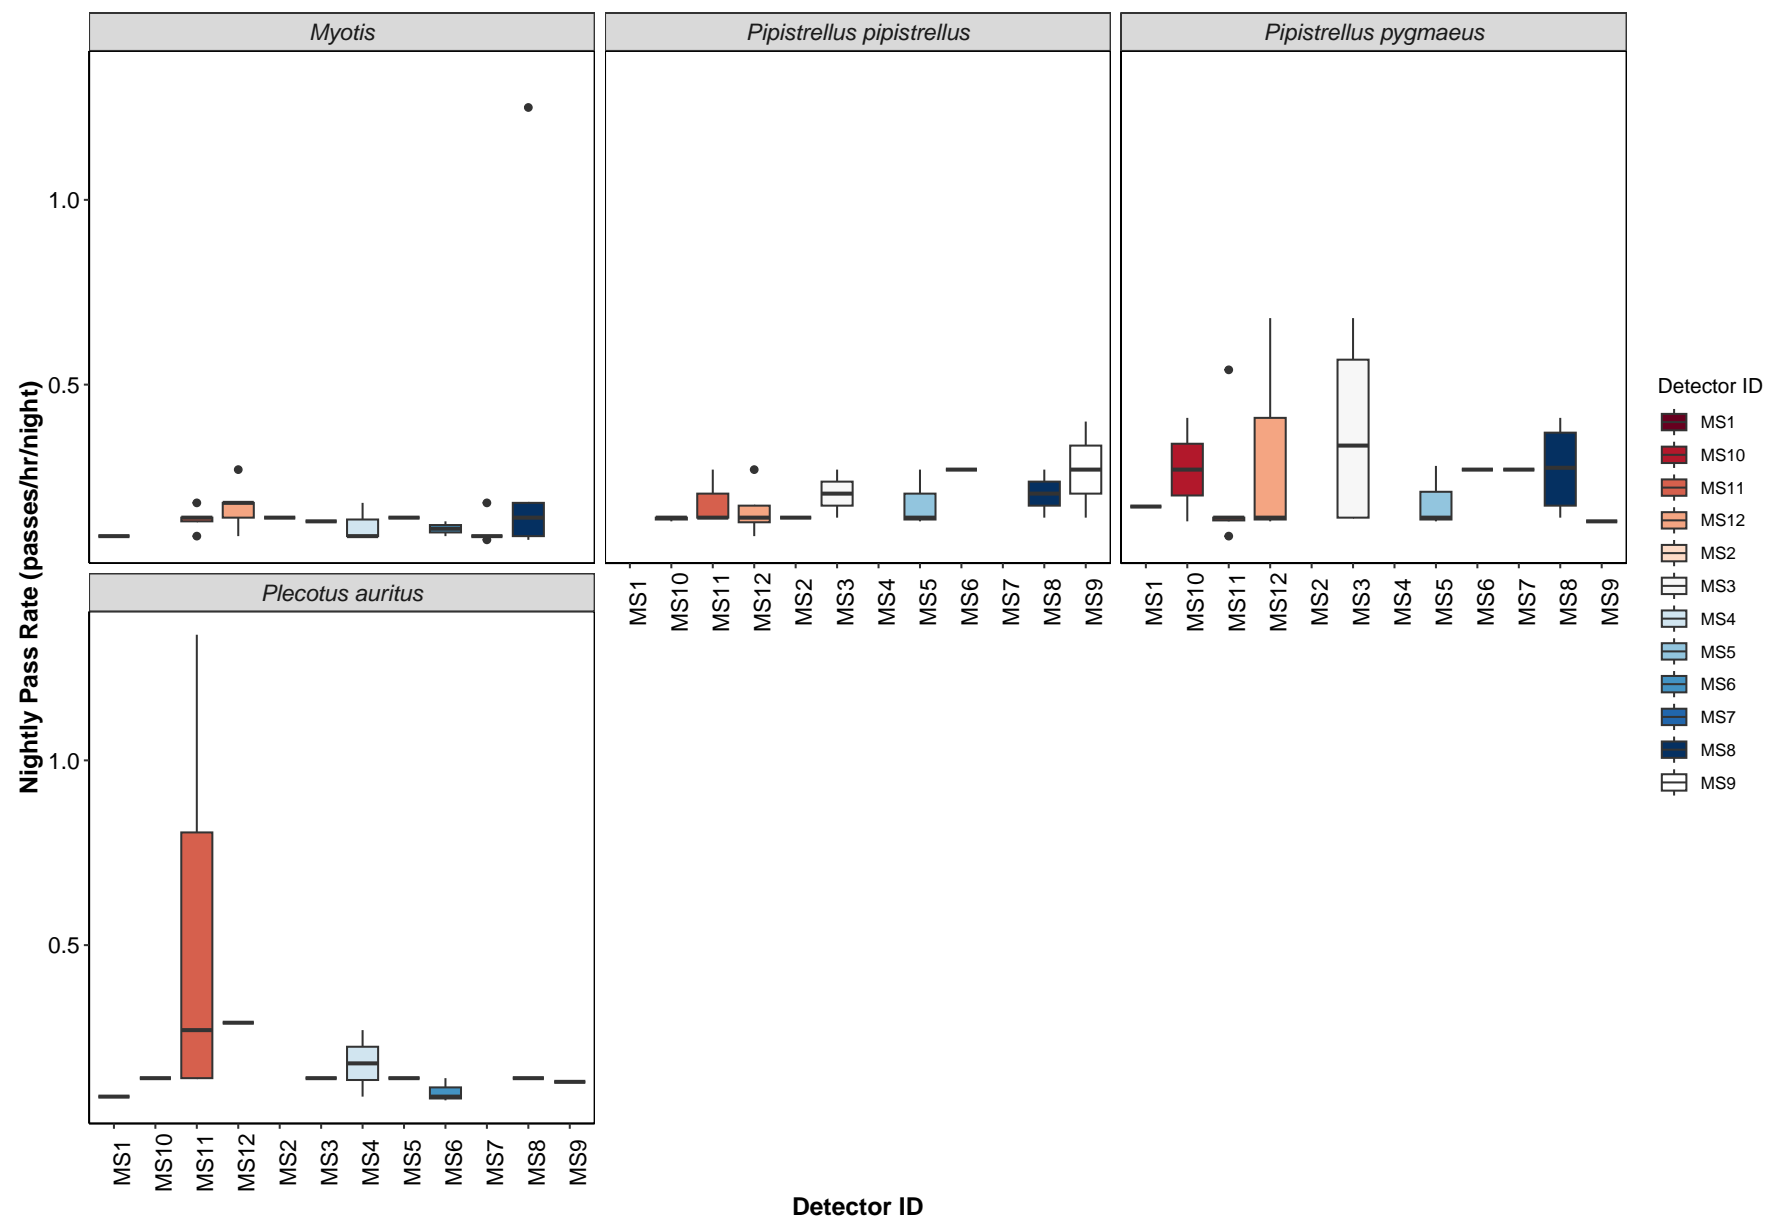 Myotis
Pipistrellus pipistrellus
Pipistrellus pygmaeus
1.0
0.5
MS1
MS10
MS11
MS12
MS2
MS3
MS4
MS5
MS6
MS7
MS8
MS9
MS1
MS10
MS11
MS12
MS2
MS3
MS4
MS5
MS6
MS7
MS8
MS9
Plecotus auritus
1.0
0.5
MS1
MS10
MS11
MS12
MS2
MS3
MS4
MS5
MS6
MS7
MS8
MS9
Nightly Pass Rate (passes/hr/night)
Detector ID
Detector ID
MS1
MS10
MS11
MS12
MS2
MS3
MS4
MS5
MS6
MS7
MS8
MS9